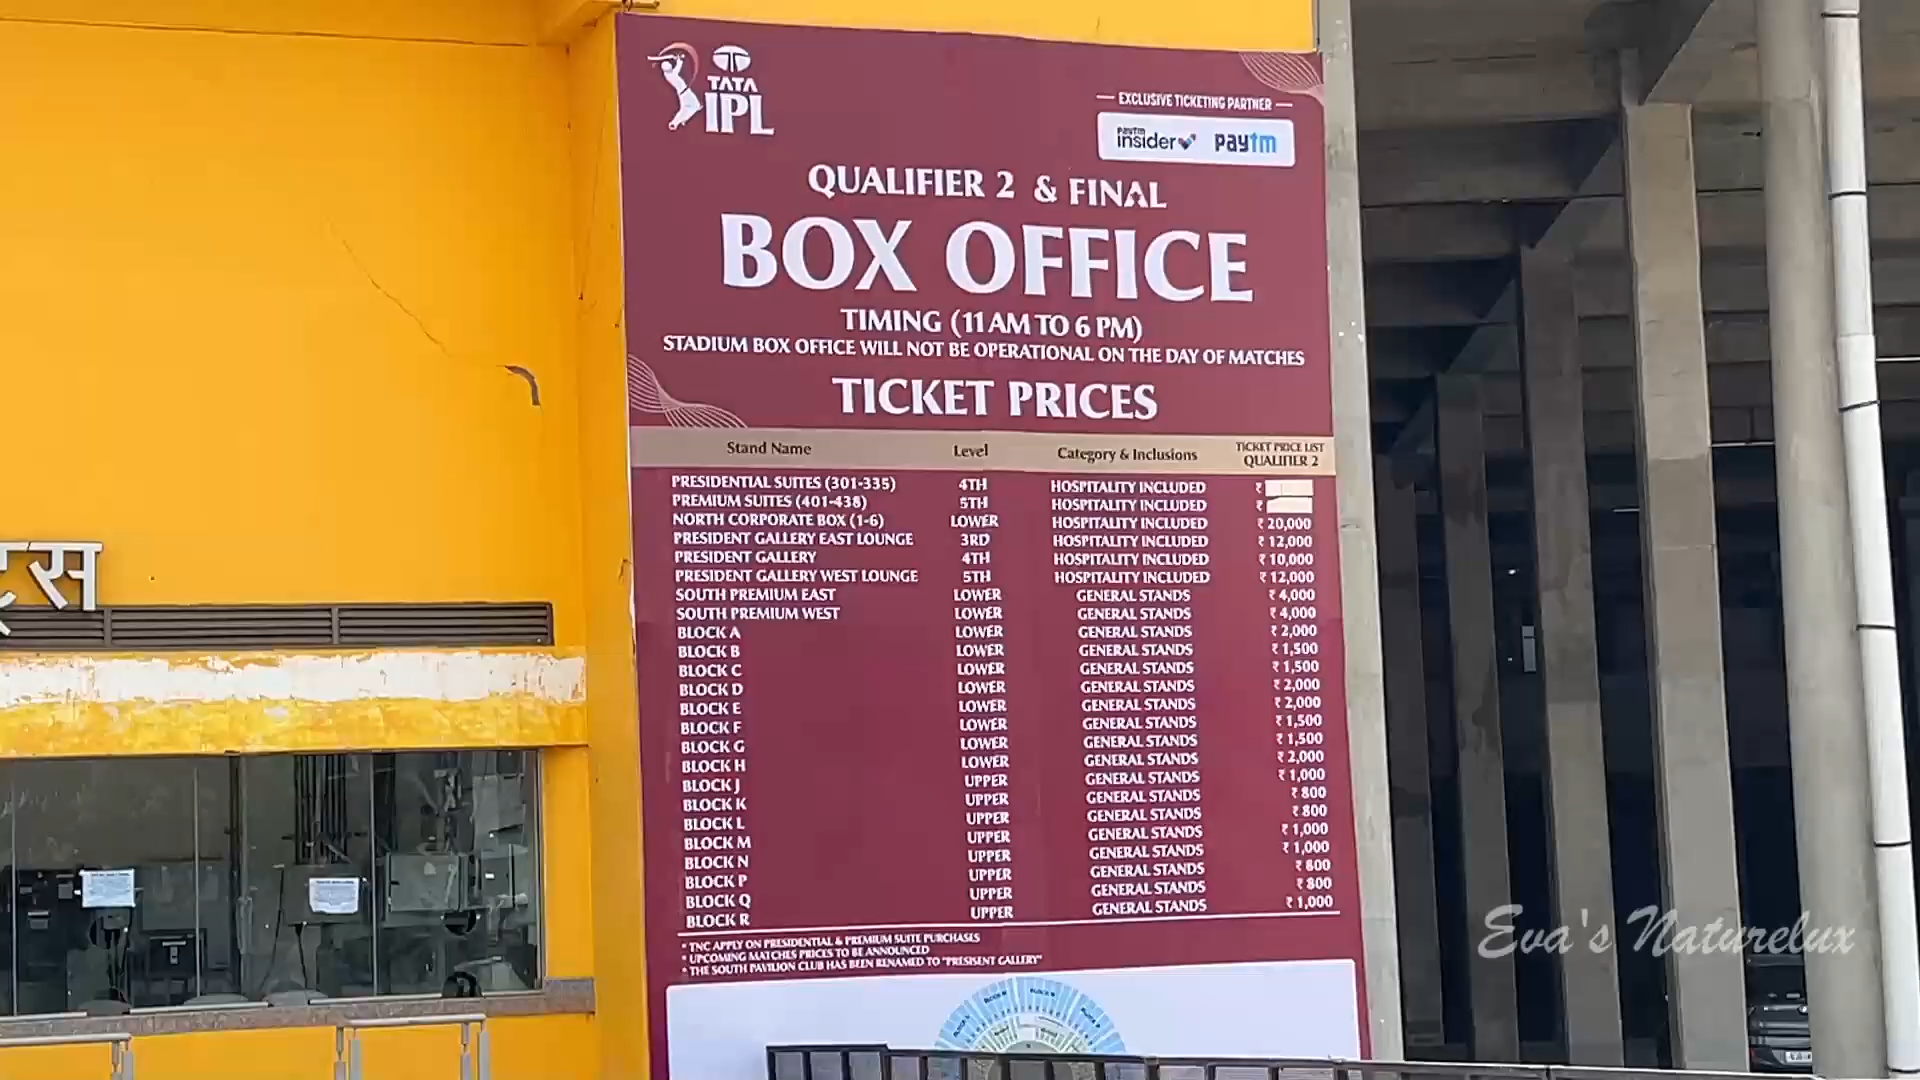 TATA
IPL
EXCLUSIVE TICKETING PARTNER
paytm insider paytm
QUALIFIER 2 & FINAL
BOX OFFICE
TIMING (11 AM TO 6 PM)
STADIUM BOX OFFICE WILL NOT BE OPERATIONAL ON THE DAY OF MATCHES
TICKET PRICES
Stand Name Level Category & Inclusions TICKET PRICE LIST QUALIFIER 2
PRESIDENTIAL SUITES (301-335) 4TH HOSPITALITY INCLUDED ₹
PREMIUM SUITES (401-438) 5TH HOSPITALITY INCLUDED ₹
NORTH CORPORATE BOX (1-6) LOWER HOSPITALITY INCLUDED ₹ 20,000
PRESIDENT GALLERY EAST LOUNGE 3RD HOSPITALITY INCLUDED ₹ 12,000
PRESIDENT GALLERY 4TH HOSPITALITY INCLUDED ₹ 10,000
PRESIDENT GALLERY WEST LOUNGE 5TH HOSPITALITY INCLUDED ₹ 12,000
SOUTH PREMIUM EAST LOWER GENERAL STANDS ₹ 4,000
SOUTH PREMIUM WEST LOWER GENERAL STANDS ₹ 4,000
BLOCK A LOWER GENERAL STANDS ₹ 2,000
BLOCK B LOWER GENERAL STANDS ₹ 1,500
BLOCK C LOWER GENERAL STANDS ₹ 1,500
BLOCK D LOWER GENERAL STANDS ₹ 2,000
BLOCK E LOWER GENERAL STANDS ₹ 2,000
BLOCK F LOWER GENERAL STANDS ₹ 1,500
BLOCK G LOWER GENERAL STANDS ₹ 1,500
BLOCK H LOWER GENERAL STANDS ₹ 2,000
BLOCK J UPPER GENERAL STANDS ₹ 1,000
BLOCK K UPPER GENERAL STANDS ₹ 800
BLOCK L UPPER GENERAL STANDS ₹ 800
BLOCK M UPPER GENERAL STANDS ₹ 1,000
BLOCK N UPPER GENERAL STANDS ₹ 1,000
BLOCK P UPPER GENERAL STANDS ₹ 800
BLOCK Q UPPER GENERAL STANDS ₹ 800
BLOCK R UPPER GENERAL STANDS ₹ 1,000
* TNC APPLY ON PRESIDENTIAL & PREMIUM SUITE PURCHASES
* UPCOMING MATCHES PRICES TO BE ANNOUNCED
* THE SOUTH PAVILION CLUB HAS BEEN RENAMED TO "PRESISENT GALLERY"
Eva's Naturelux